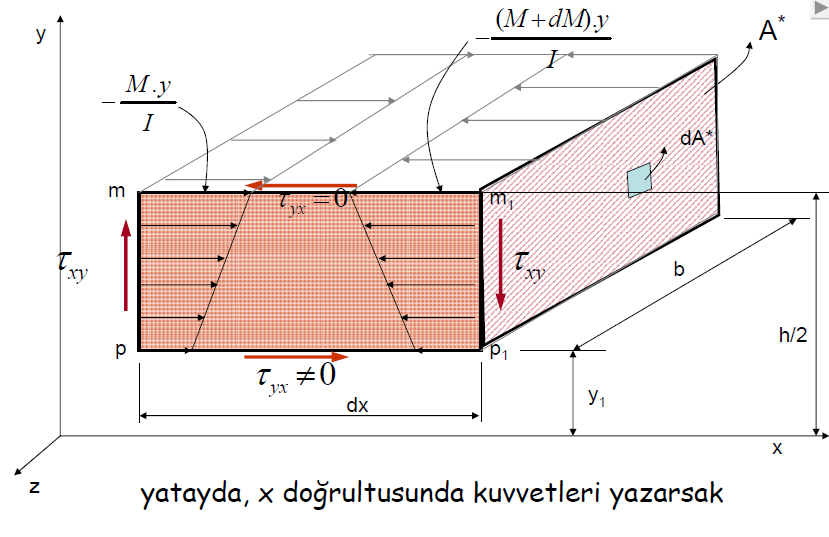 y
−(M+dM).y / I
A*
−M.y / I
dA*
m
τyx = 0
m1
τxy
τxy
b
h/2
p
p1
τyx ≠ 0
y1
dx
x
z
yatayda, x doğrultusunda kuvvetleri yazarsak